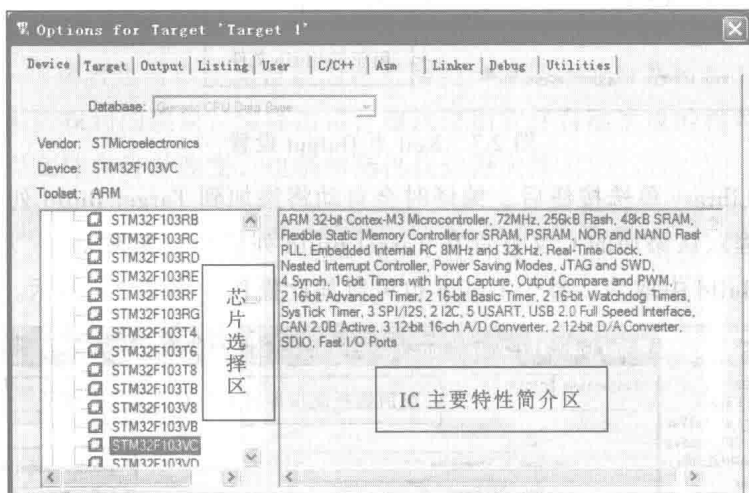 Options for Target 'Target 1'
Device Target Output Listing User C/C++ Asm Linker Debug Utilities
Database: Generic CPU Data Base
Vendor: STMicroelectronics
Device: STM32F103VC
Toolset: ARM
STM32F103RB
STM32F103RC
STM32F103RD
STM32F103RE
STM32F103RF
STM32F103RG
STM32F103T4
STM32F103T6
STM32F103T8
STM32F103TB
STM32F103V8
STM32F103VB
STM32F103VC
STM32F103VD
芯片选择区
ARM 32-bit Cortex-M3 Microcontroller, 72MHz, 256kB Flash, 48kB SRAM,
Flexible Static Memory Controller for SRAM, PSRAM, NOR and NAND Flash
PLL, Embedded Internal RC 8MHz and 32kHz, Real-Time Clock,
Nested Interrupt Controller, Power Saving Modes, JTAG and SWD,
4 Synch. 16-bit Timers with Input Capture, Output Compare and PWM,
2 16-bit Advanced Timer, 2 16-bit Basic Timer, 2 16-bit Watchdog Timers,
SysTick Timer, 3 SPI/I2S, 2 I2C, 5 USART, USB 2.0 Full Speed Interface,
CAN 2.0B Active, 3 12-bit 16-ch A/D Converter, 2 12-bit D/A Converter,
SDIO, Fast I/O Ports
IC 主要特性简介区